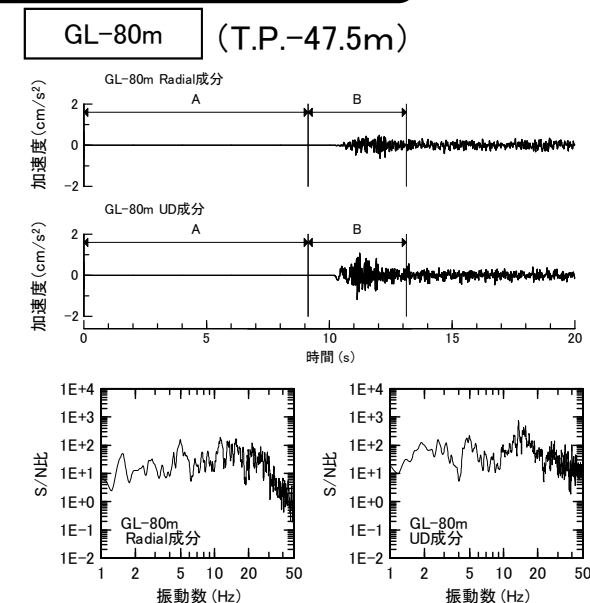 GL-80m (T.P.-47.5m)
GL-80m Radial成分
A B
加速度(cm/s²)
2
0
-2
GL-80m UD成分
A B
加速度(cm/s²)
2
0
-2
0 5 10 15 20
時間(s)
1E+4 1E+4
1E+3 1E+3
1E+2 1E+2
1E+1 1E+1
1E+0 1E+0
1E-1 1E-1
1E-2 1E-2
S/N比 S/N比
GL-80m GL-80m
Radial成分 UD成分
1 2 5 10 20 50 1 2 5 10 20 50
振動数(Hz) 振動数(Hz)